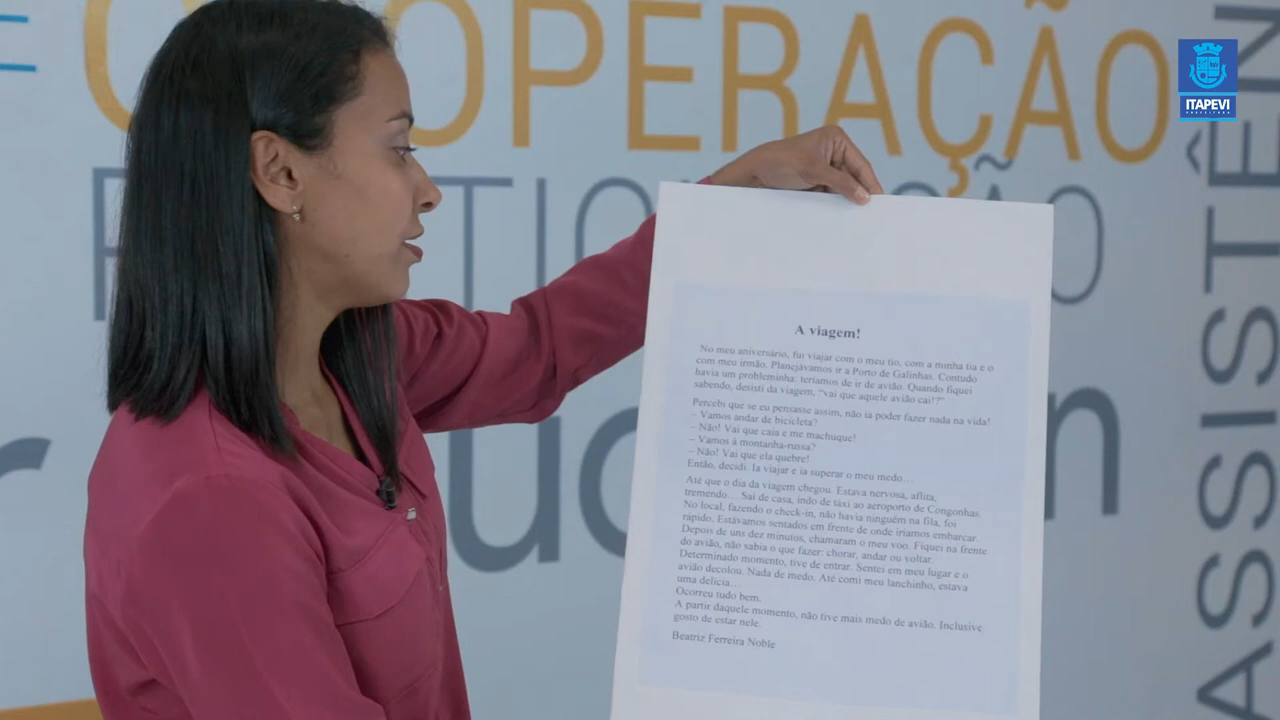 COOPERAÇÃO
ITAPEVI
PREFEITURA
ASSISTÊN
A viagem!
No meu aniversário, fui viajar com o meu tio, com a minha tia e o
com meu irmão. Planejávamos ir a Porto de Galinhas. Contudo
havia um probleminha: teríamos de ir de avião. Quando fiquei
sabendo, desisti da viagem, “vai que aquele avião cai!?”
Percebi que se eu pensasse assim, não ia poder fazer nada na vida!
– Vamos andar de bicicleta?
– Não! Vai que caia e me machuque!
– Vamos à montanha-russa?
– Não! Vai que ela quebre!
Então, decidi. Ia viajar e ia superar o meu medo…
Até que o dia da viagem chegou. Estava nervosa, aflita,
tremendo… Saí de casa, indo de táxi ao aeroporto de Congonhas.
No local, fazendo o check-in, não havia ninguém na fila, foi
rápido. Estávamos sentados em frente de onde iríamos embarcar.
Depois de uns dez minutos, chamaram o meu voo. Fiquei na frente
do avião, não sabia o que fazer: chorar, andar ou voltar.
Determinado momento, tive de entrar. Sentei em meu lugar e o
avião decolou. Nada de medo. Até comi meu lanchinho, estava
uma delícia…
Ocorreu tudo bem.
A partir daquele momento, não tive mais medo de avião. Inclusive
gosto de estar nele.
Beatriz Ferreira Noble